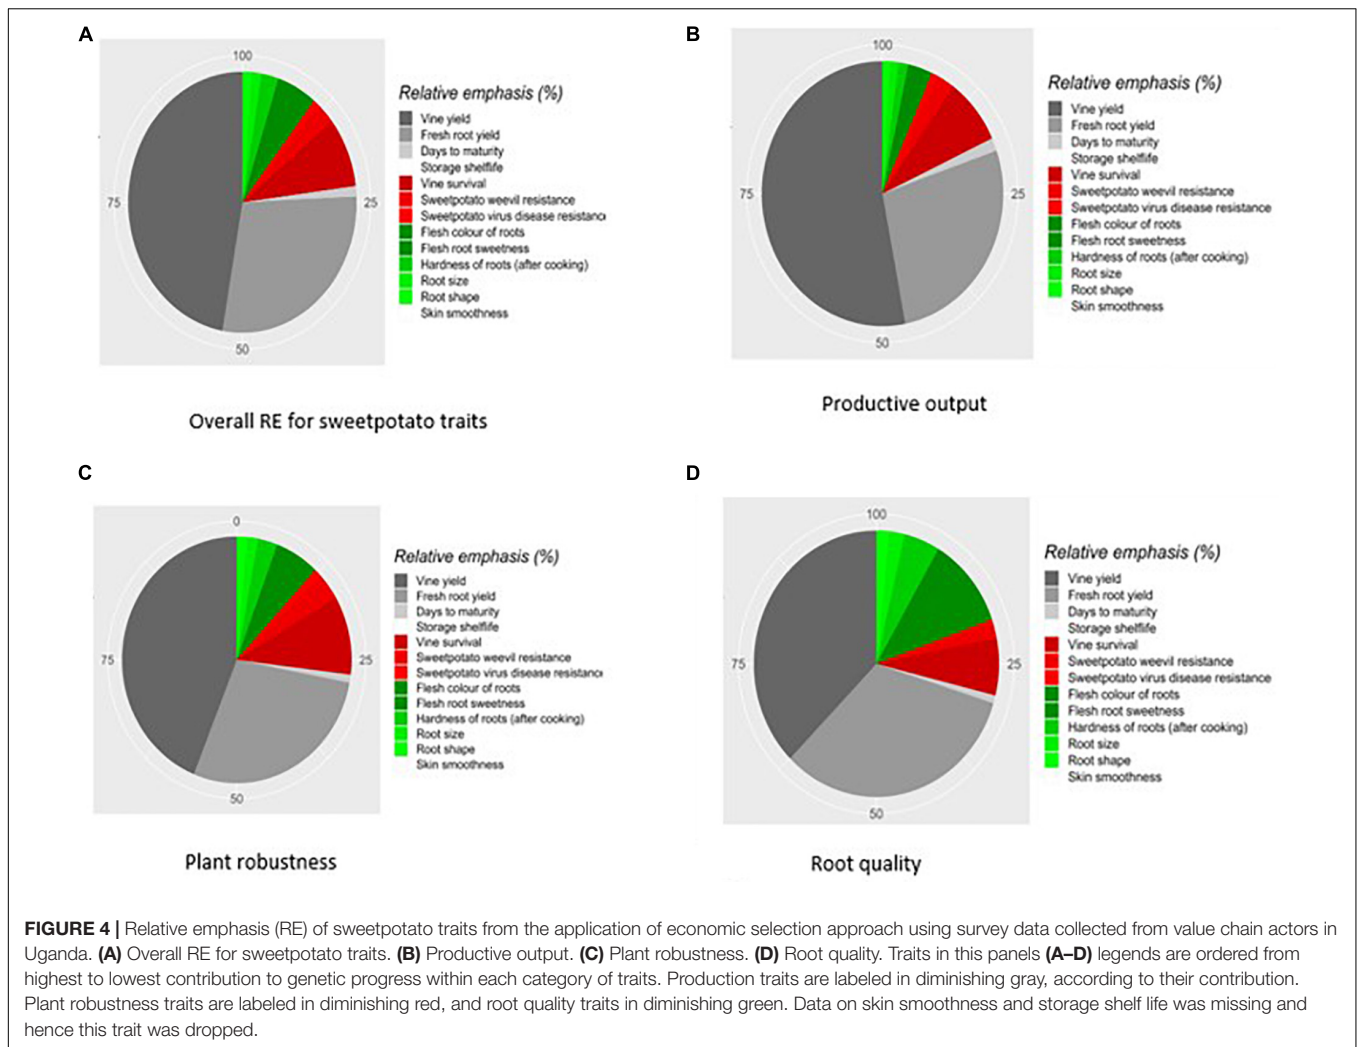 A
100
75
25
50
Relative emphasis (%)
Vine yield
Fresh root yield
Days to maturity
Storage shelflife
Vine survival
Sweetpotato weevil resistance
Sweetpotato virus disease resistance
Flesh colour of roots
Flesh root sweetness
Hardness of roots (after cooking)
Root size
Root shape
Skin smoothness
Overall RE for sweetpotato traits
B
100
75
25
50
Relative emphasis (%)
Vine yield
Fresh root yield
Days to maturity
Storage shelflife
Vine survival
Sweetpotato weevil resistance
Sweetpotato virus disease resistance
Flesh colour of roots
Flesh root sweetness
Hardness of roots (after cooking)
Root size
Root shape
Skin smoothness
Productive output
C
0
75
25
50
Relative emphasis (%)
Vine yield
Fresh root yield
Days to maturity
Storage shelflife
Vine survival
Sweetpotato weevil resistance
Sweetpotato virus disease resistanc
Flesh colour of roots
Flesh root sweetness
Hardness of roots (after cooking)
Root size
Root shape
Skin smoothness
Plant robustness
D
100
75
25
50
Relative emphasis (%)
Vine yield
Fresh root yield
Days to maturity
Storage shelflife
Vine survival
Sweetpotato weevil resistance
Sweetpotato virus disease resistance
Flesh colour of roots
Flesh root sweetness
Hardness of roots (after cooking)
Root size
Root shape
Skin smoothness
Root quality
FIGURE 4 | Relative emphasis (RE) of sweetpotato traits from the application of economic selection approach using survey data collected from value chain actors in
Uganda. (A) Overall RE for sweetpotato traits. (B) Productive output. (C) Plant robustness. (D) Root quality. Traits in this panels (A–D) legends are ordered from
highest to lowest contribution to genetic progress within each category of traits. Production traits are labeled in diminishing gray, according to their contribution.
Plant robustness traits are labeled in diminishing red, and root quality traits in diminishing green. Data on skin smoothness and storage shelf life was missing and
hence this trait was dropped.